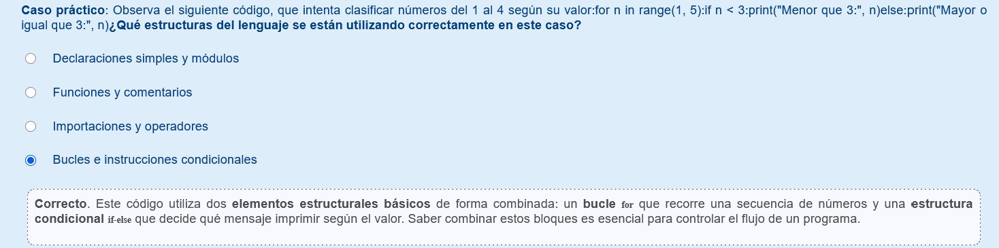 Caso práctico: Observa el siguiente código, que intenta clasificar números del 1 al 4 según su valor:for n in range(1, 5):if n < 3:print("Menor que 3:", n)else:print("Mayor o
igual que 3:", n)¿Qué estructuras del lenguaje se están utilizando correctamente en este caso?
Declaraciones simples y módulos
Funciones y comentarios
Importaciones y operadores
Bucles e instrucciones condicionales
Correcto. Este código utiliza dos elementos estructurales básicos de forma combinada: un bucle for que recorre una secuencia de números y una estructura
condicional if-else que decide qué mensaje imprimir según el valor. Saber combinar estos bloques es esencial para controlar el flujo de un programa.